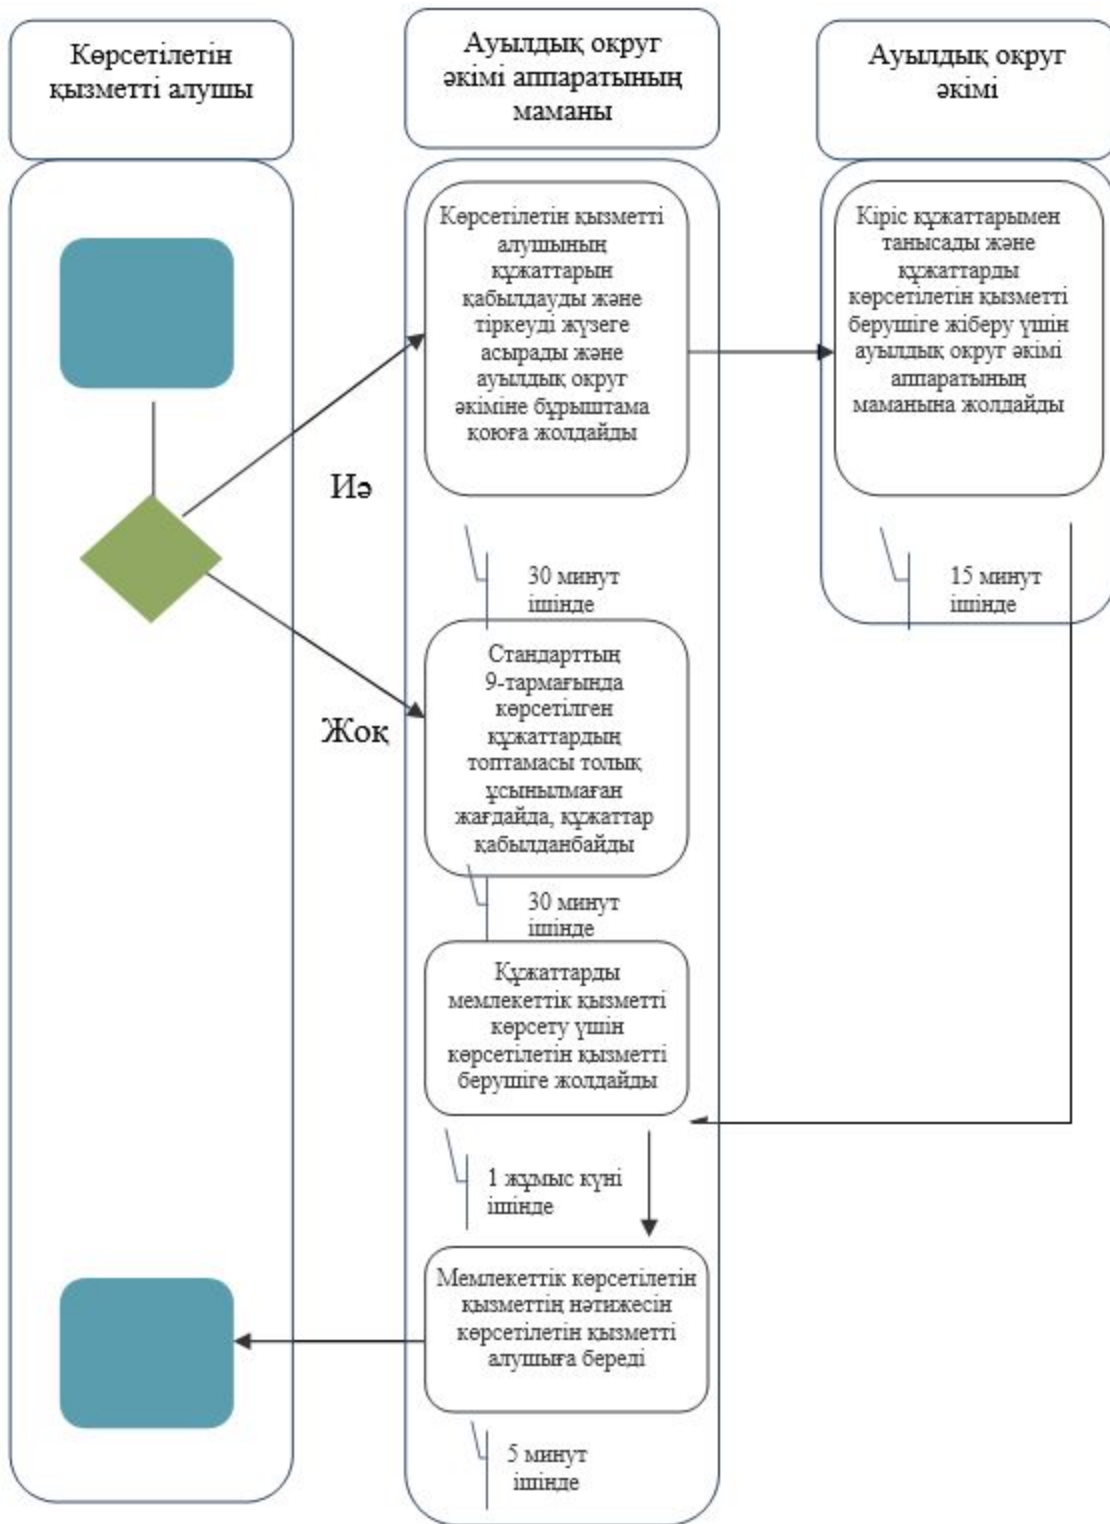 Көрсетілетін
қызметті алушы
Ауылдық округ
әкімі аппаратының
маманы
Ауылдық округ
әкімі
Көрсетілетін қызметті
алушының
құжаттарын
қабылдауды және
тіркеуді жүзеге
асырады және
ауылдық округ
әкіміне бұрыштама
қоюға жолдайды
Кіріс құжаттарымен
танысады және
құжаттарды
көрсетілетін қызметті
берушіге жіберу үшін
ауылдық округ әкімі
аппаратының
маманына жолдайды
Иә
30 минут
ішінде
15 минут
ішінде
Жоқ
Стандарттың
9-тармағында
көрсетілген
құжаттардың
топтамасы толық
ұсынылмаған
жағдайда, құжаттар
қабылданбайды
30 минут
ішінде
Құжаттарды
мемлекеттік қызметті
көрсету үшін
көрсетілетін қызметті
берушіге жолдайды
1 жұмыс күні
ішінде
Мемлекеттік көрсетілетін
қызметтің нәтижесін
көрсетілетін қызметті
алушыға береді
5 минут
ішінде